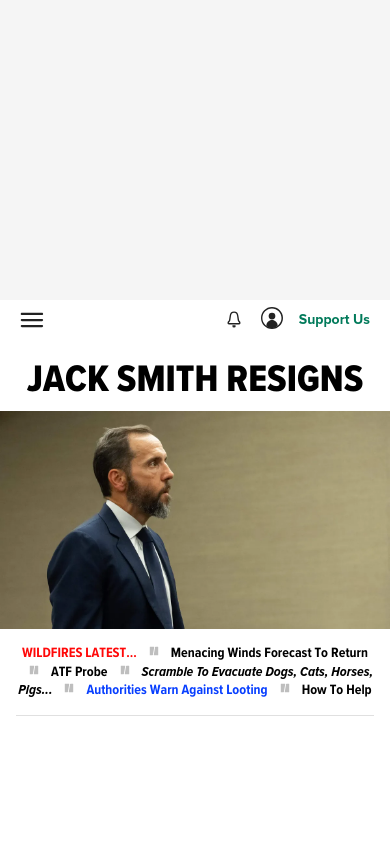 Support Us
JACK SMITH RESIGNS
WILDFIRES LATEST... Menacing Winds Forecast To Return
ATF Probe Scramble To Evacuate Dogs, Cats, Horses,
Pigs... Authorities Warn Against Looting How To Help